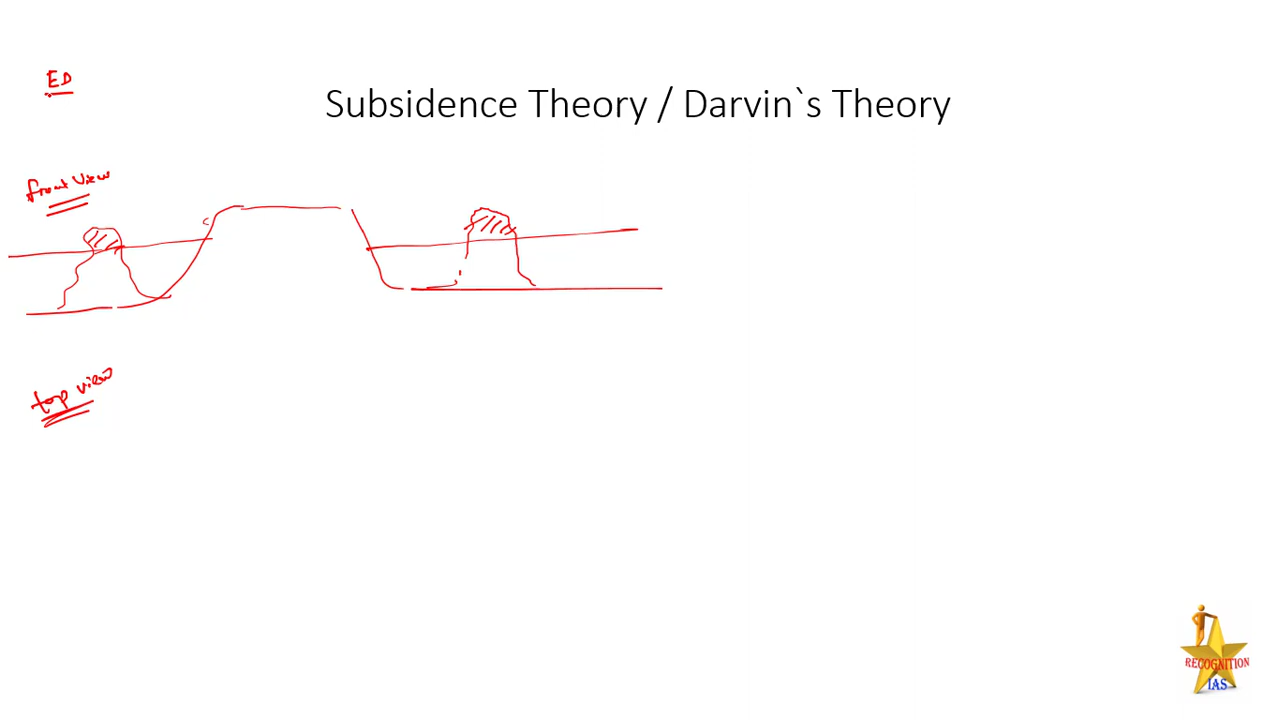 ED
Subsidence Theory / Darvin`s Theory
front view
top view
RECOGNITION
IAS